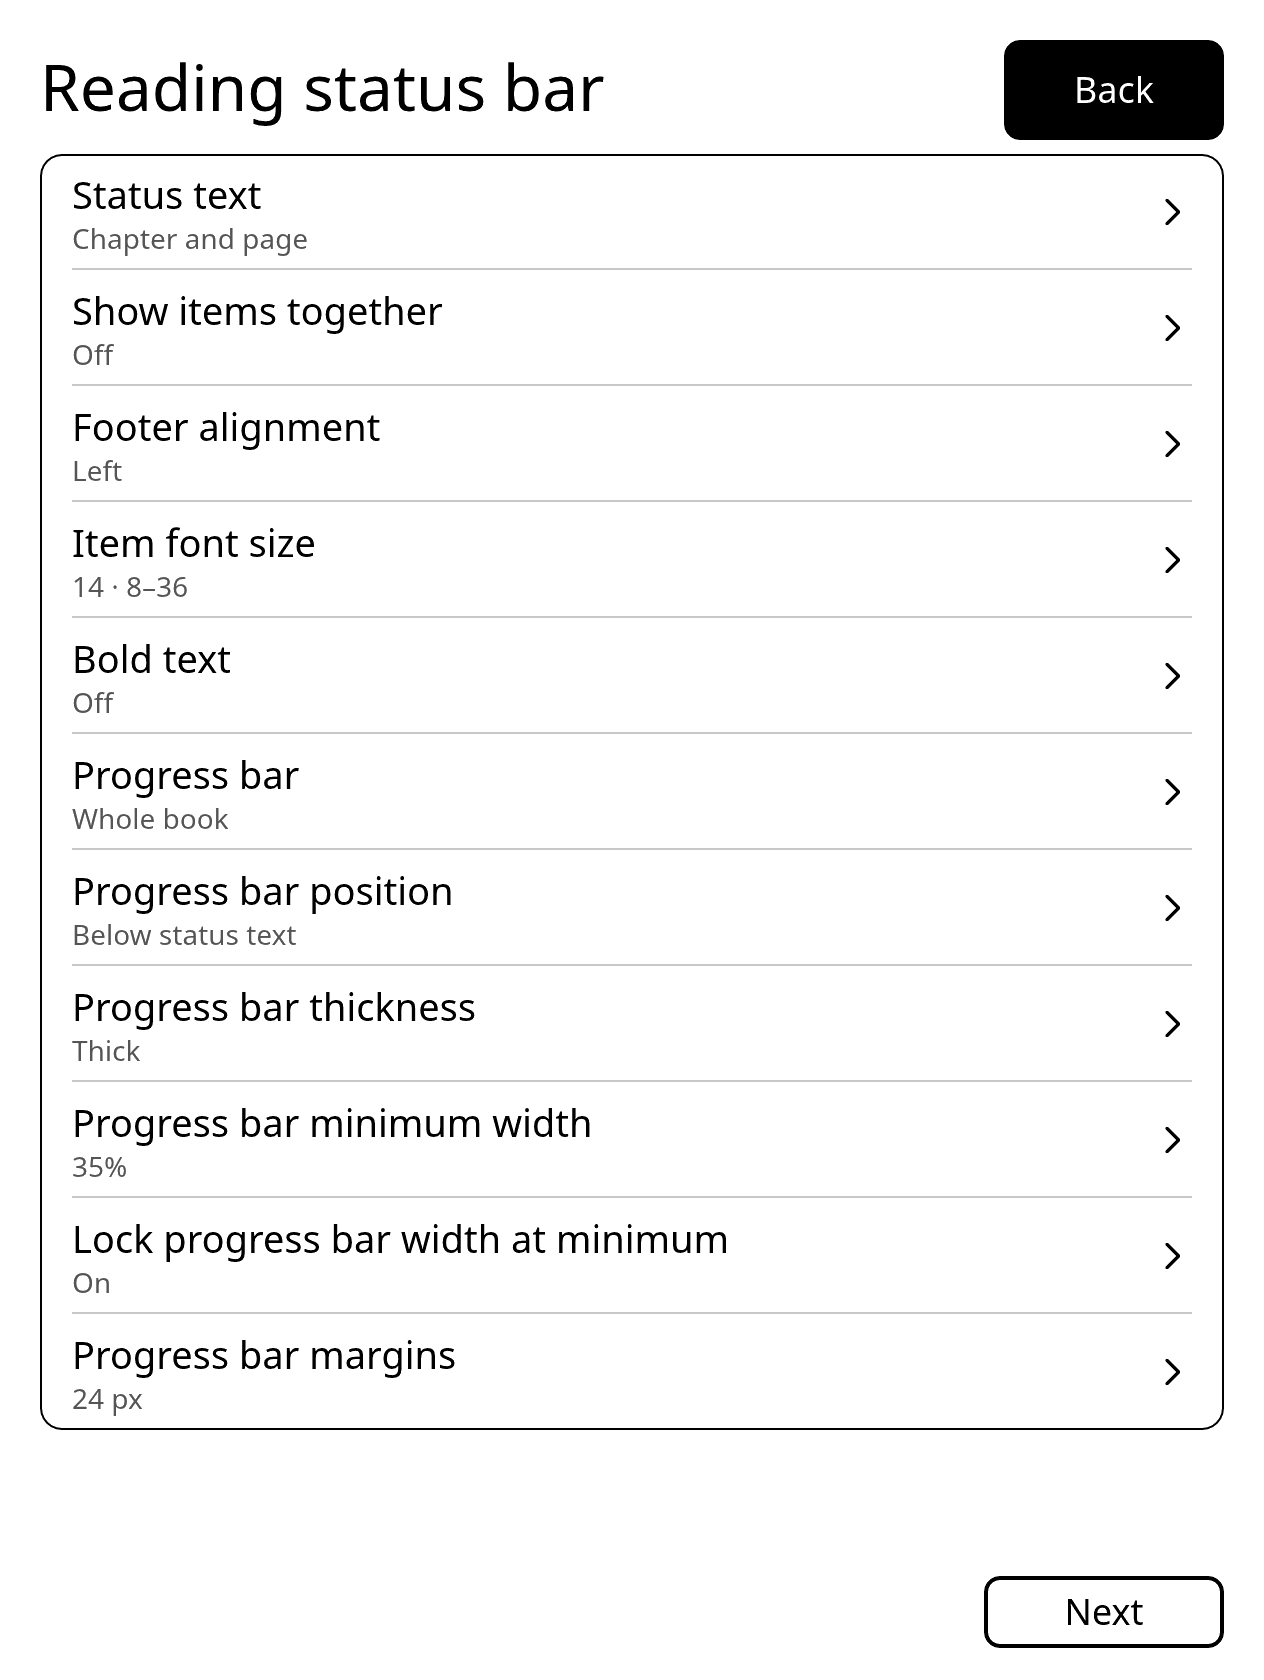 Reading status bar
Back
Status text
Chapter and page
Show items together
Off
Footer alignment
Left
Item font size
14 · 8–36
Bold text
Off
Progress bar
Whole book
Progress bar position
Below status text
Progress bar thickness
Thick
Progress bar minimum width
35%
Lock progress bar width at minimum
On
Progress bar margins
24 px
Next